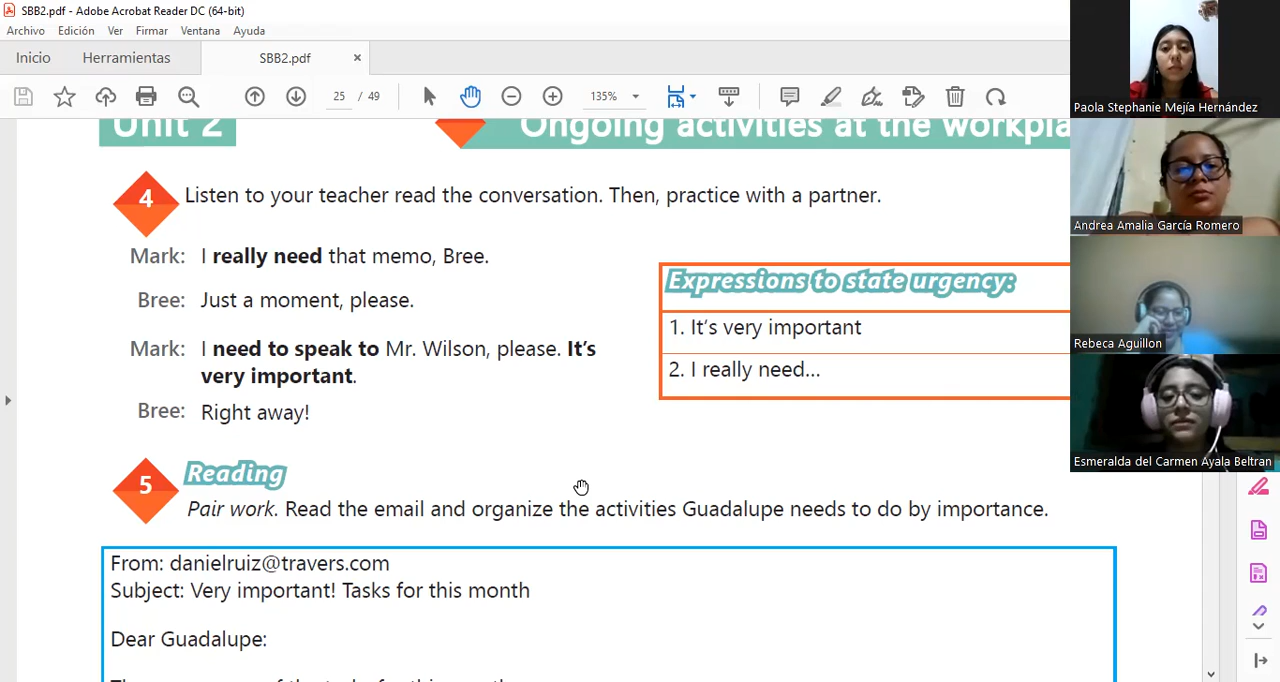 SBB2.pdf - Adobe Acrobat Reader DC (64-bit)
Archivo Edición Ver Firmar Ventana Ayuda
Inicio Herramientas SBB2.pdf ×
25 / 49 135%
Unit 2 Ongoing activities at the workpla
4 Listen to your teacher read the conversation. Then, practice with a partner.
Mark: I really need that memo, Bree.
Bree: Just a moment, please.
Mark: I need to speak to Mr. Wilson, please. It's
very important.
Bree: Right away!
Expressions to state urgency:
1. It's very important
2. I really need...
5 Reading
Pair work. Read the email and organize the activities Guadalupe needs to do by importance.
From: danielruiz@travers.com
Subject: Very important! Tasks for this month
Dear Guadalupe:
Paola Stephanie Mejía Hernández
Andrea Amalia García Romero
Rebeca Aguillon
Esmeralda del Carmen Ayala Beltran